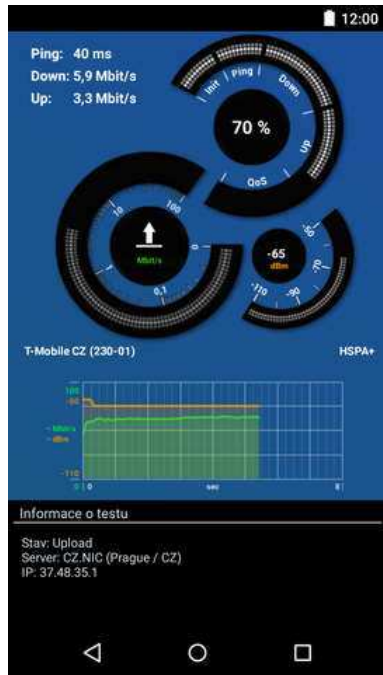 12:00
Ping: 40 ms
Down: 5,9 Mbit/s
Up: 3,3 Mbit/s
Init
Ping
Down
Up
QoS
70 %
100
10
1
0,1
0
Mbit/s
-65
dBm
-50
-70
-90
-110
T-Mobile CZ (230-01)
HSPA+
100
-50
~ Mbit/s
~ dBm
-110
0 0 sec 8
Informace o testu
Stav: Upload
Server: CZ.NIC (Prague / CZ)
IP: 37.48.35.1